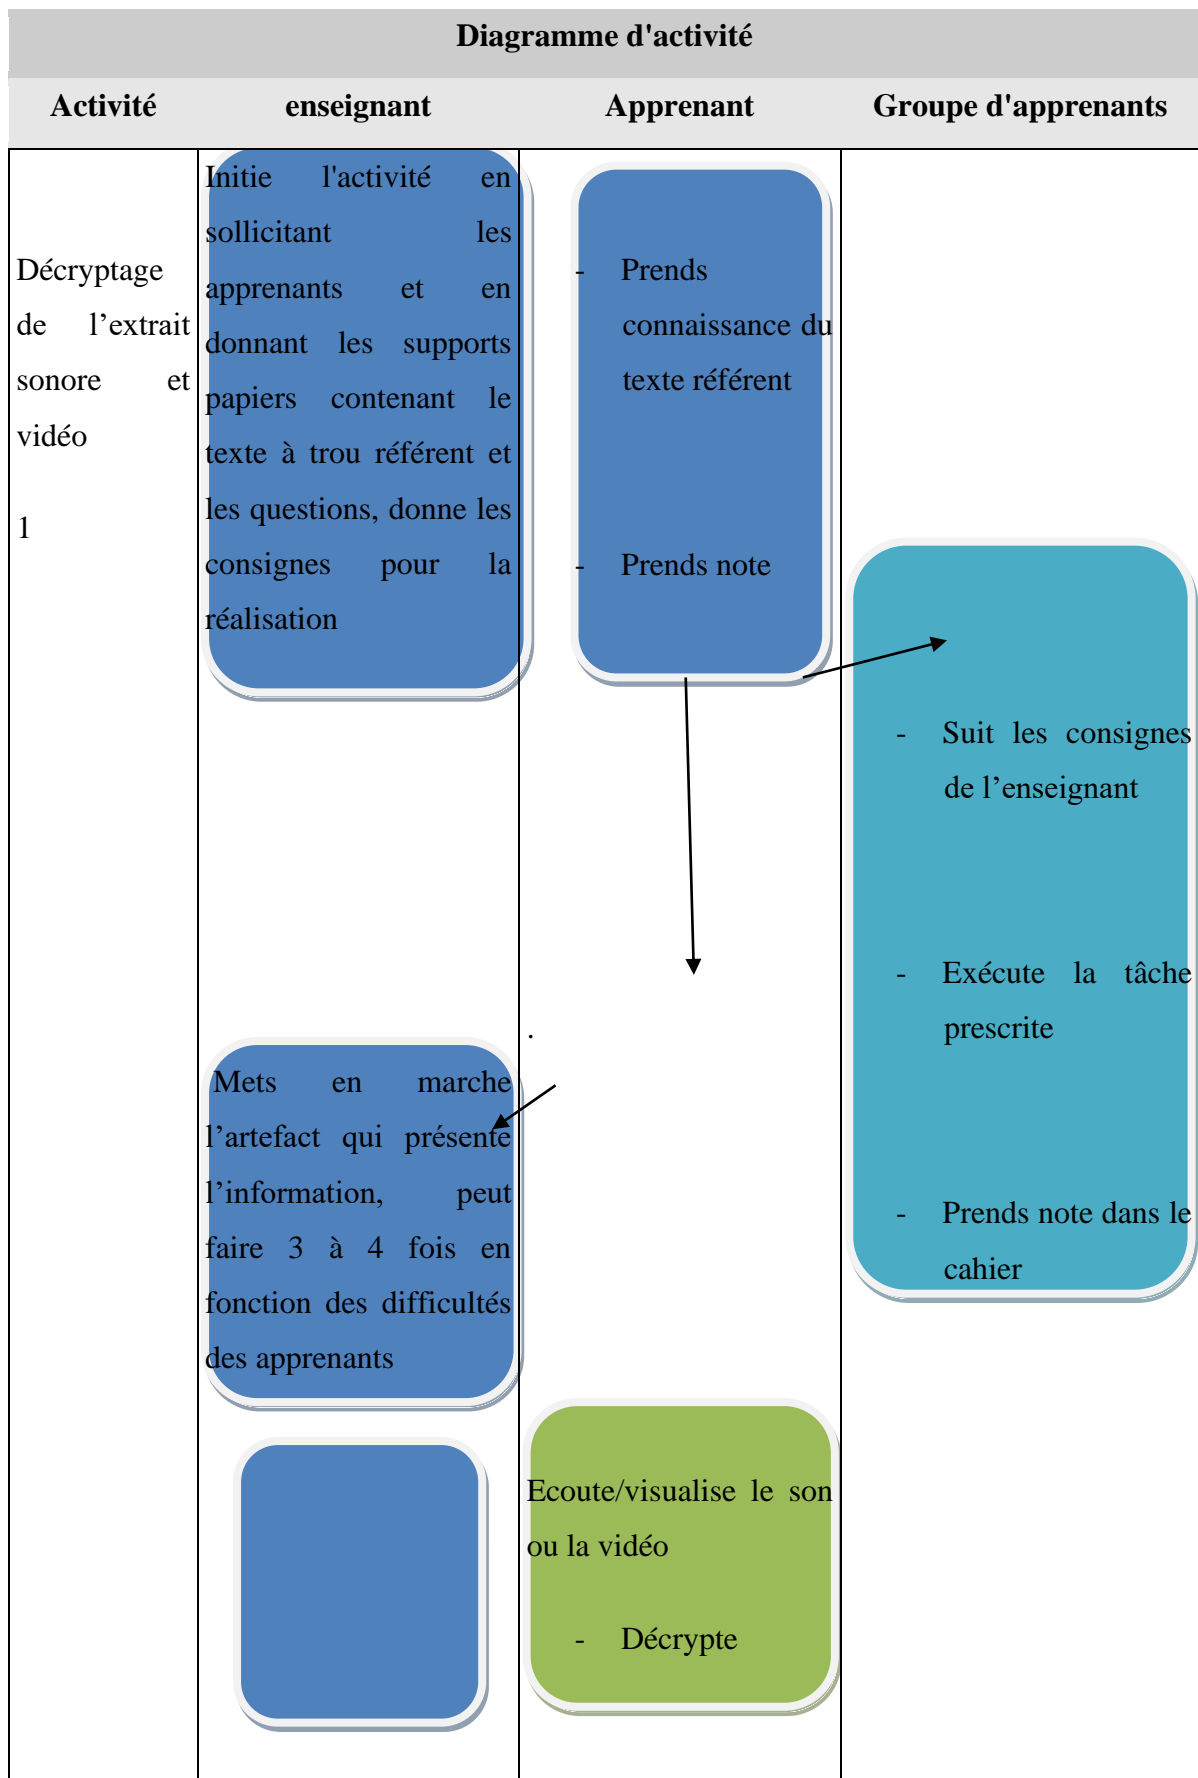 Diagramme d'activité
Activité enseignant Apprenant Groupe d'apprenants
Décryptage
de l’extrait
sonore et
vidéo
1
Initie l'activité en
sollicitant les
apprenants et en
donnant les supports
papiers contenant le
texte à trou référent et
les questions, donne les
consignes pour la
réalisation
- Prends
connaissance du
texte référent
- Prends note
- Suit les consignes
de l’enseignant
- Exécute la tâche
prescrite
- Prends note dans le
cahier
.
Mets en marche
l’artefact qui présente
l’information, peut
faire 3 à 4 fois en
fonction des difficultés
des apprenants
Ecoute/visualise le son
ou la vidéo
- Décrypte